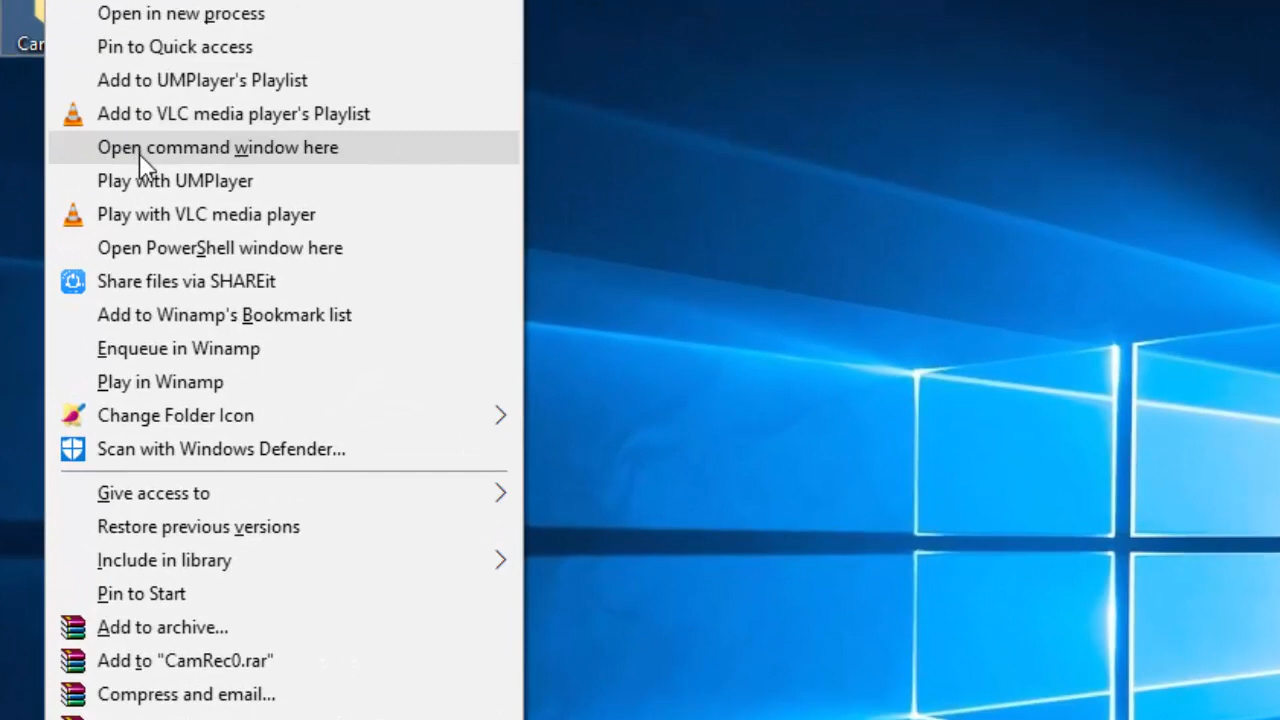 Open in new process
Car
Pin to Quick access
Add to UMPlayer's Playlist
Add to VLC media player's Playlist
Open command window here
Play with UMPlayer
Play with VLC media player
Open PowerShell window here
Share files via SHAREit
Add to Winamp's Bookmark list
Enqueue in Winamp
Play in Winamp
Change Folder Icon
Scan with Windows Defender...
Give access to
Restore previous versions
Include in library
Pin to Start
Add to archive...
Add to "CamRec0.rar"
Compress and email...